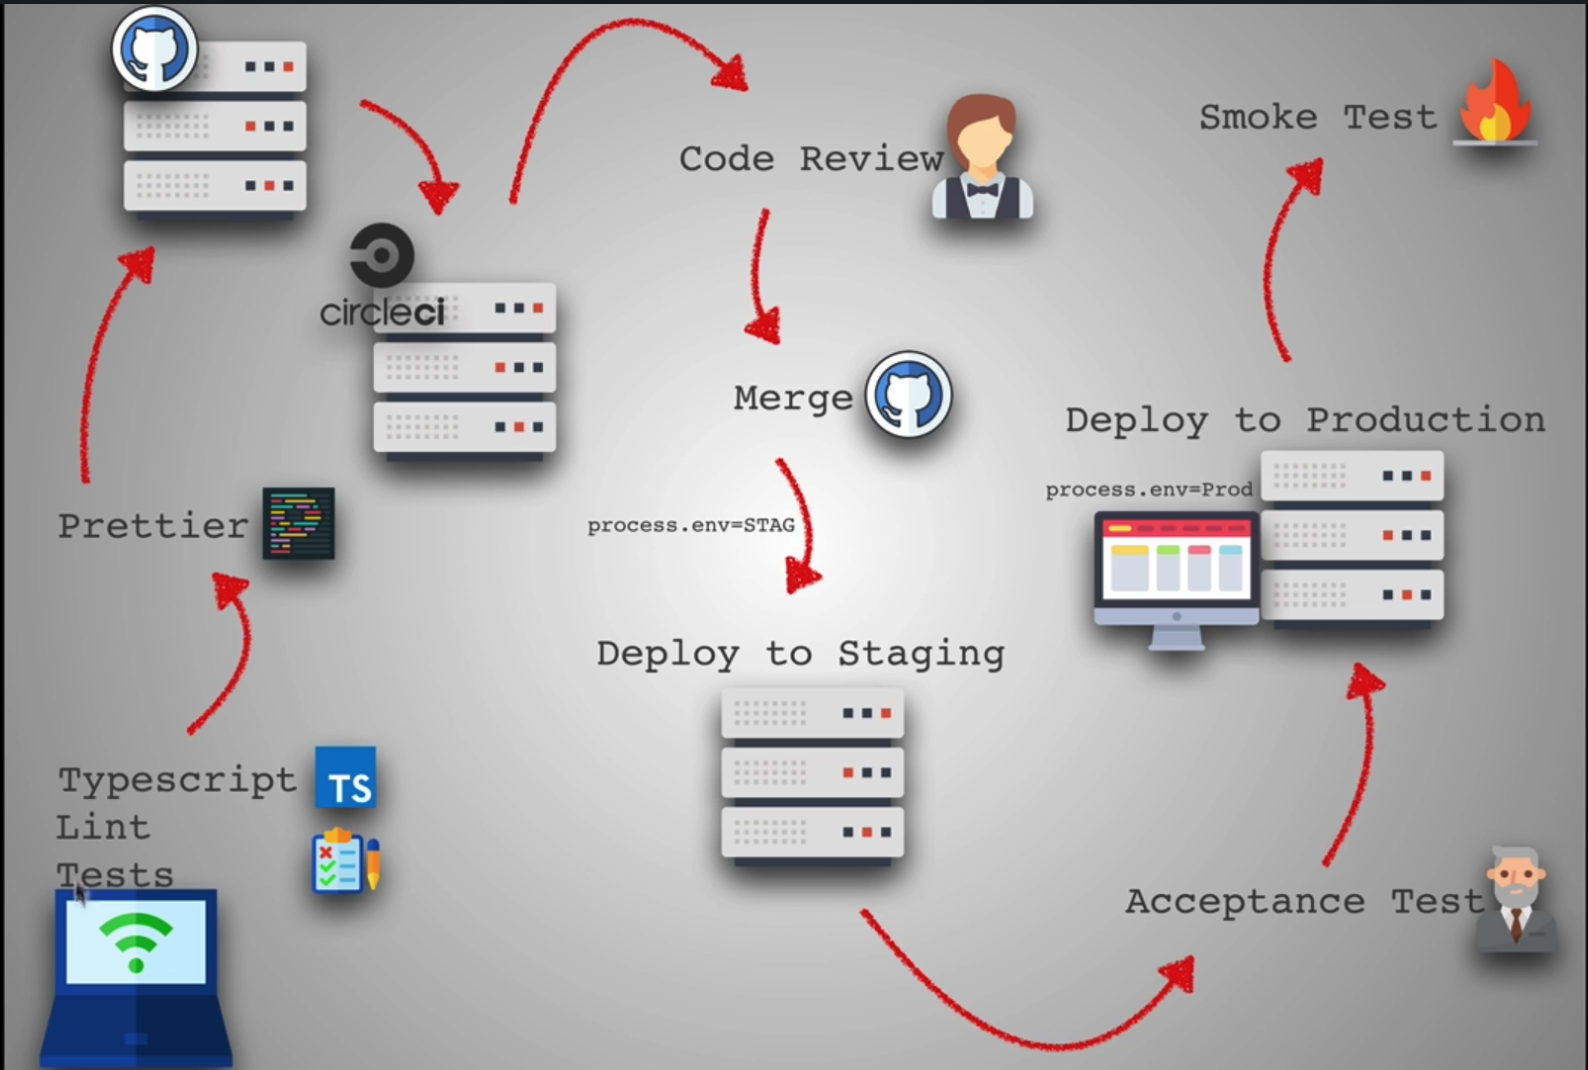 Smoke Test
Code Review
circleci
Merge
Deploy to Production
process.env=Prod
Prettier
process.env=STAG
Deploy to Staging
Typescript
TS
Lint
Tests
Acceptance Test